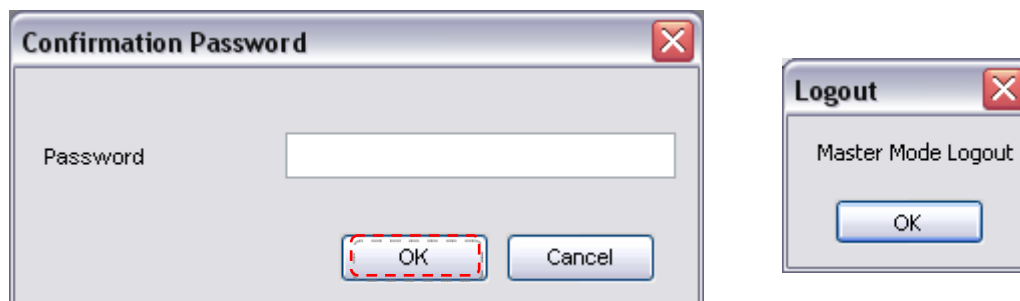 Confirmation Password
Password
OK Cancel
Logout
Master Mode Logout
OK